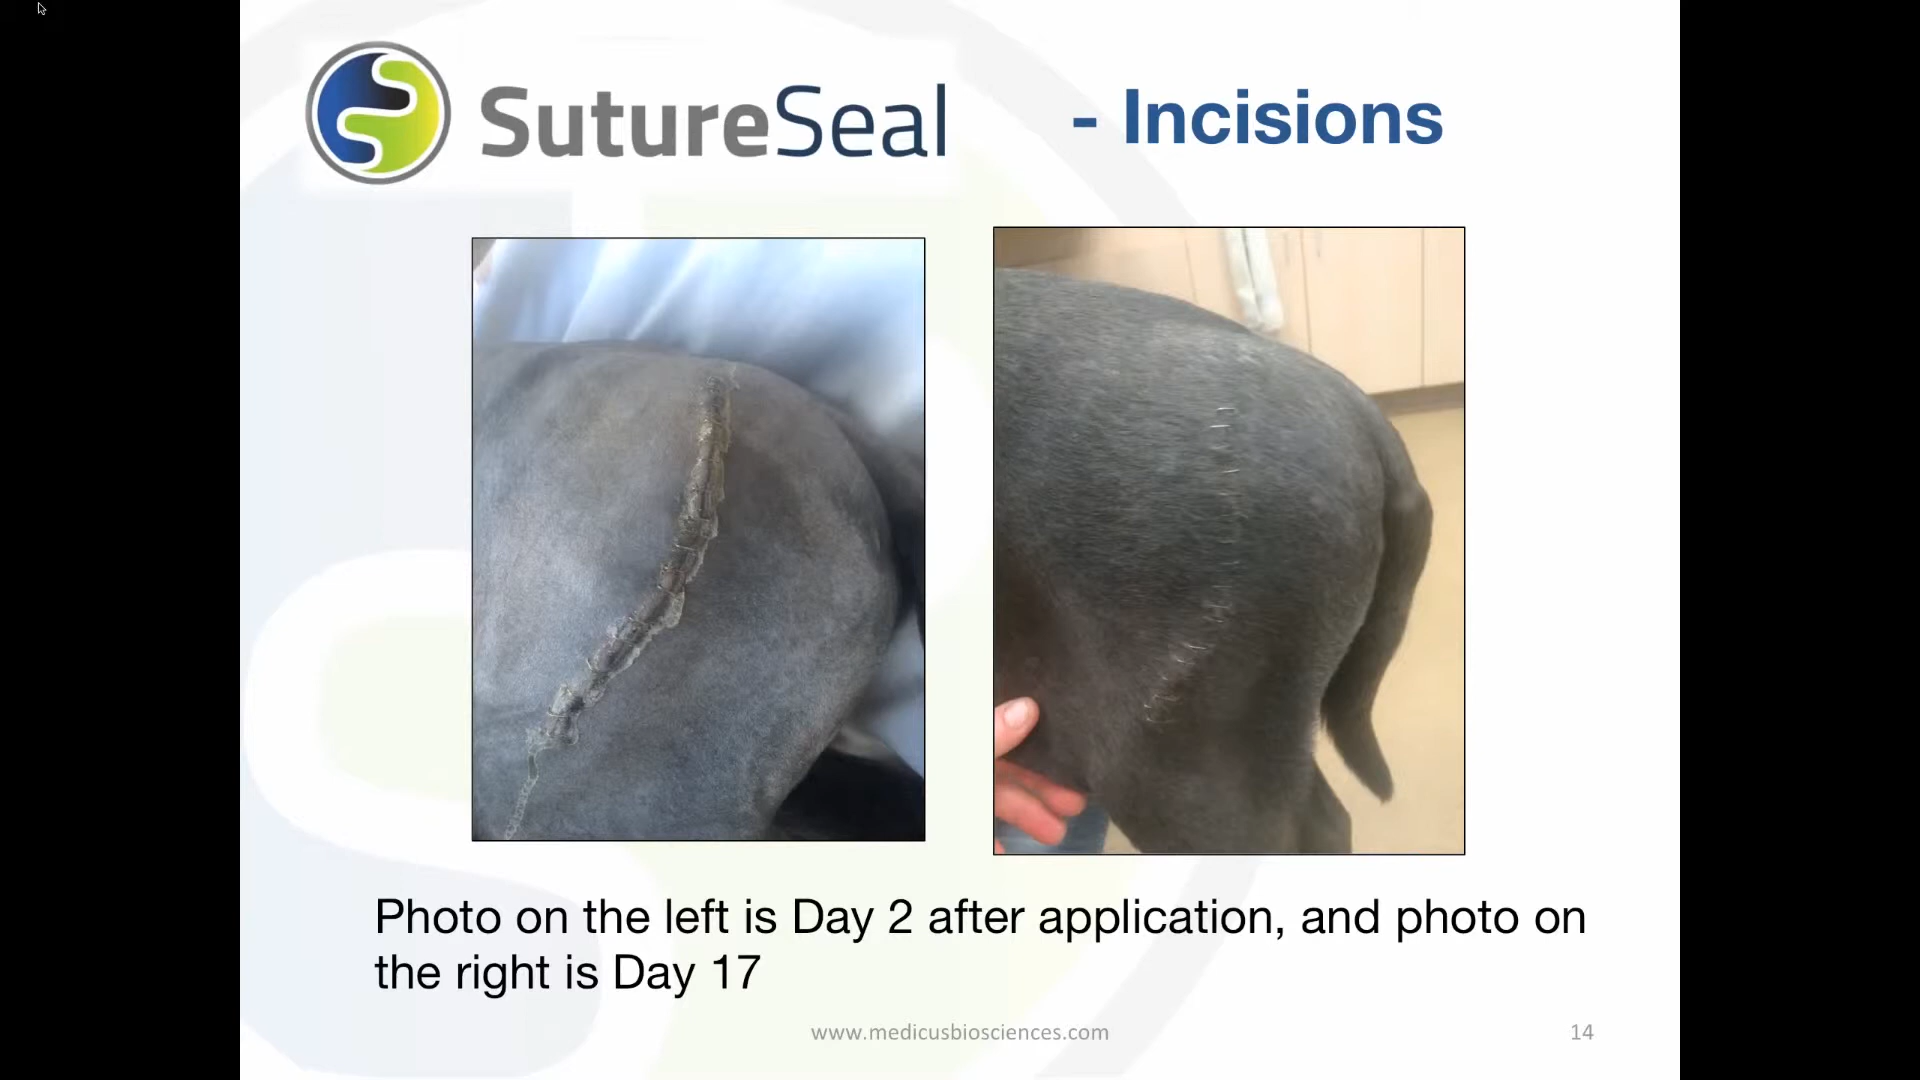 SutureSeal - Incisions
Photo on the left is Day 2 after application, and photo on
the right is Day 17
www.medicusbiosciences.com 14